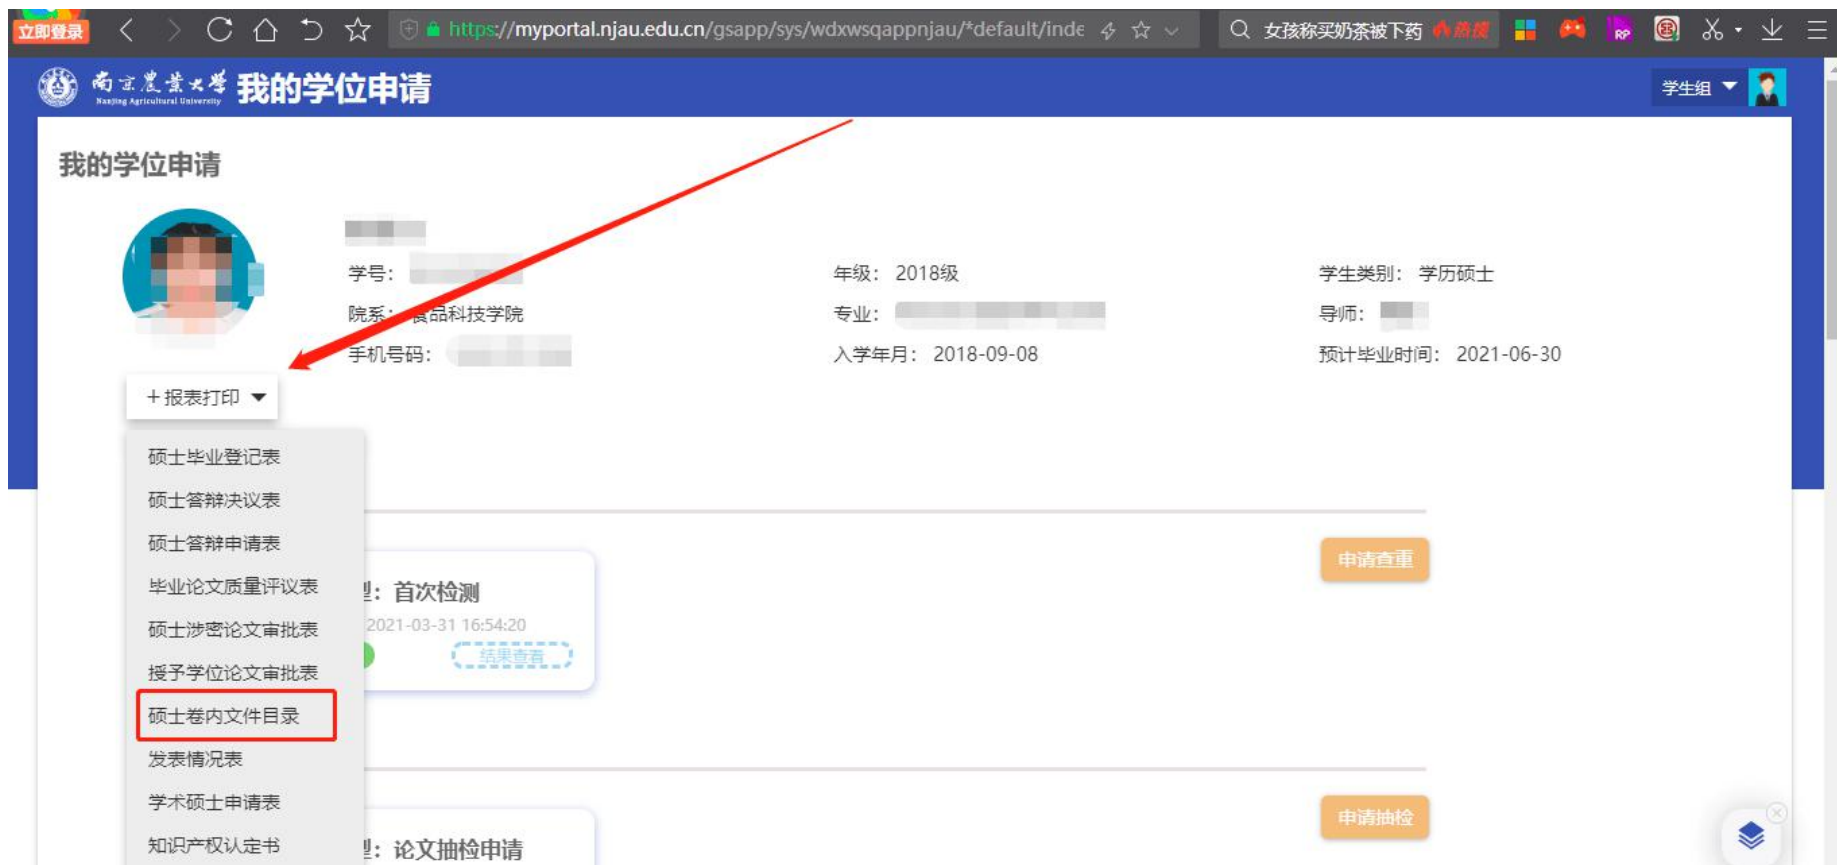 立即登录
https://myportal.njau.edu.cn/gsapp/sys/wdxwsqappnjau/*default/inde
女孩称买奶茶被下药 热搜
RP
南京农业大学 我的学位申请
Nanjing Agricultural University
学生组
我的学位申请
学号: 年级: 2018级 学生类别: 学历硕士
院系: 食品科技学院 专业: 导师:
手机号码: 入学年月: 2018-09-08 预计毕业时间: 2021-06-30
+报表打印
硕士毕业登记表
硕士答辩决议表
硕士答辩申请表
毕业论文质量评议表
硕士涉密论文审批表
授予学位论文审批表
硕士卷内文件目录
发表情况表
学术硕士申请表
知识产权认定书
申请查重
型: 首次检测
2021-03-31 16:54:20
结果查看
申请抽检
型: 论文抽检申请